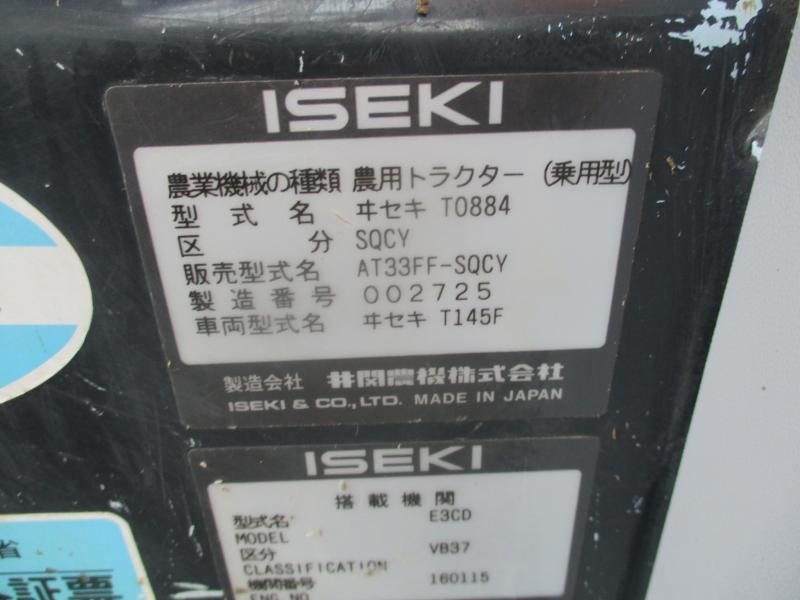 ISEKI
農業機械の種類 農用トラクター (乗用型)
型式名 ヰセキ T0884
区分 SQCY
販売型式名 AT33FF-SQCY
製造番号 002725
車両型式名 ヰセキ T145F
製造会社 井関農機株式会社
ISEKI & CO.,LTD. MADE IN JAPAN
ISEKI
搭載機関
型式名 E3CD
MODEL
区分 VB37
CLASSIFICATION
機関番号 160115
ENG NO
省
証票